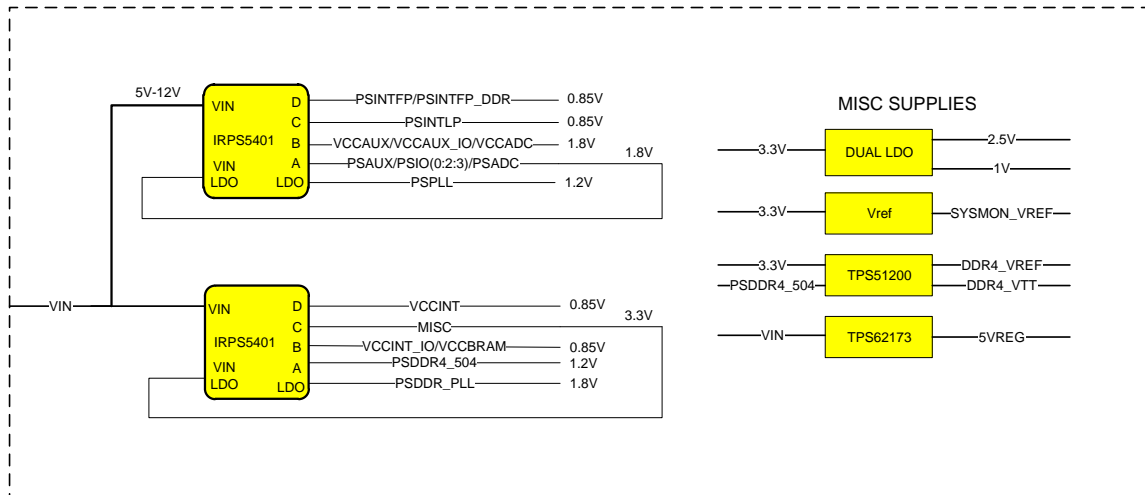 5V-12V
VIN
IRPS5401
VIN
LDO
D
C
B
A
LDO
PSINTFP/PSINTFP_DDR
0.85V
PSINTLP
0.85V
VCCAUX/VCCAUX_IO/VCCADC
1.8V
1.8V
PSAUX/PSIO(0:2:3)/PSADC
PSPLL
1.2V
VIN
VIN
IRPS5401
VIN
LDO
D
C
B
A
LDO
VCCINT
0.85V
3.3V
MISC
VCCINT_IO/VCCBRAM
0.85V
PSDDR4_504
1.2V
PSDDR_PLL
1.8V
MISC SUPPLIES
3.3V
DUAL LDO
2.5V
1V
3.3V
Vref
SYSMON_VREF
3.3V
PSDDR4_504
TPS51200
DDR4_VREF
DDR4_VTT
VIN
TPS62173
5VREG